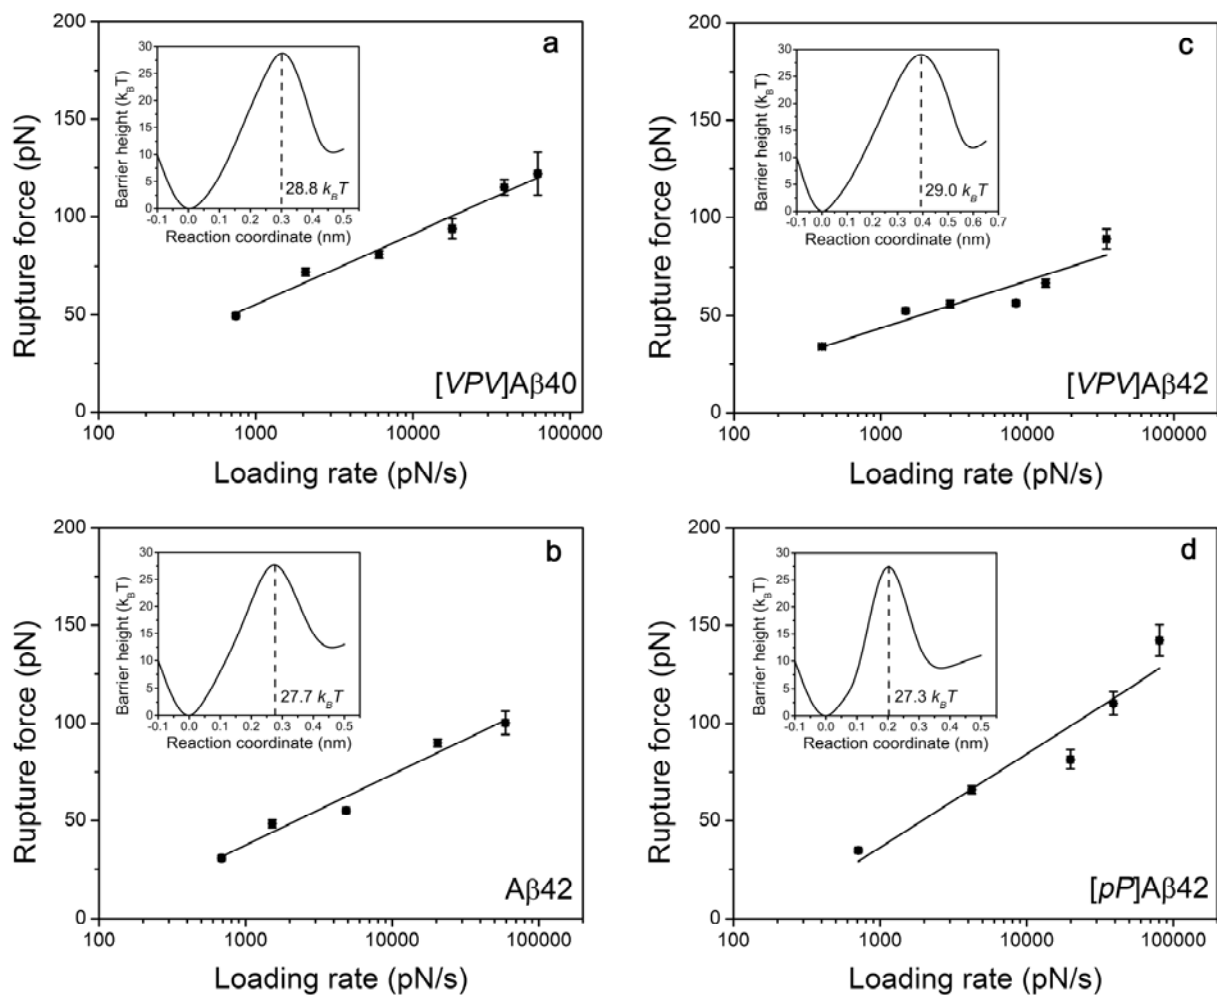 a
200
150
100
50
0
Rupture force (pN)
30
25
20
15
10
5
0
Barrier height (k_BT)
28.8 k_BT
-0.1 0.0 0.1 0.2 0.3 0.4 0.5
Reaction coordinate (nm)
[VPV]Aβ40
100 1000 10000 100000
Loading rate (pN/s)
c
200
150
100
50
0
Rupture force (pN)
30
25
20
15
10
5
0
Barrier height (k_BT)
29.0 k_BT
-0.1 0.0 0.1 0.2 0.3 0.4 0.5 0.6 0.7
Reaction coordinate (nm)
[VPV]Aβ42
100 1000 10000 100000
Loading rate (pN/s)
b
200
150
100
50
0
Rupture force (pN)
30
25
20
15
10
5
0
Barrier height (k_BT)
27.7 k_BT
-0.1 0.0 0.1 0.2 0.3 0.4 0.5
Reaction coordinate (nm)
Aβ42
100 1000 10000 100000
Loading rate (pN/s)
d
200
150
100
50
0
Rupture force (pN)
30
25
20
15
10
5
0
Barrier height (k_BT)
27.3 k_BT
-0.1 0.0 0.1 0.2 0.3 0.4 0.5
Reaction coordinate (nm)
[pP]Aβ42
100 1000 10000 100000
Loading rate (pN/s)